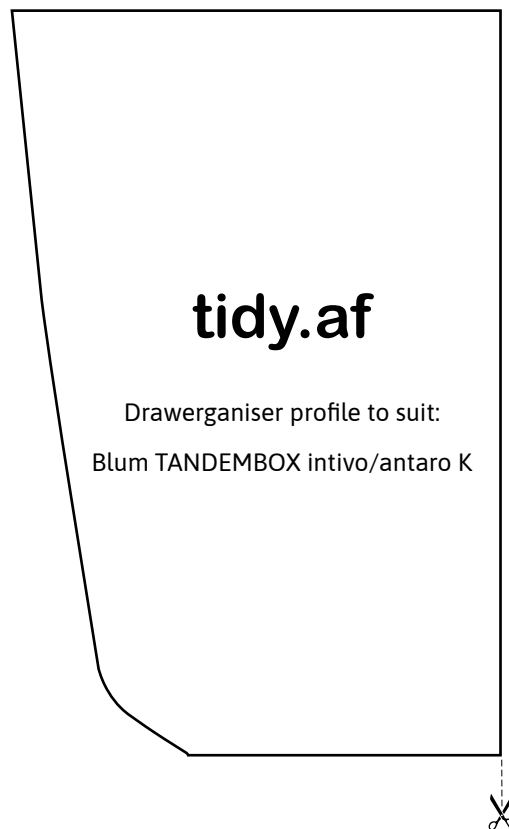 tidy.af
Drawerganiser profile to suit:
Blum TANDEMBOX intivo/antaro K